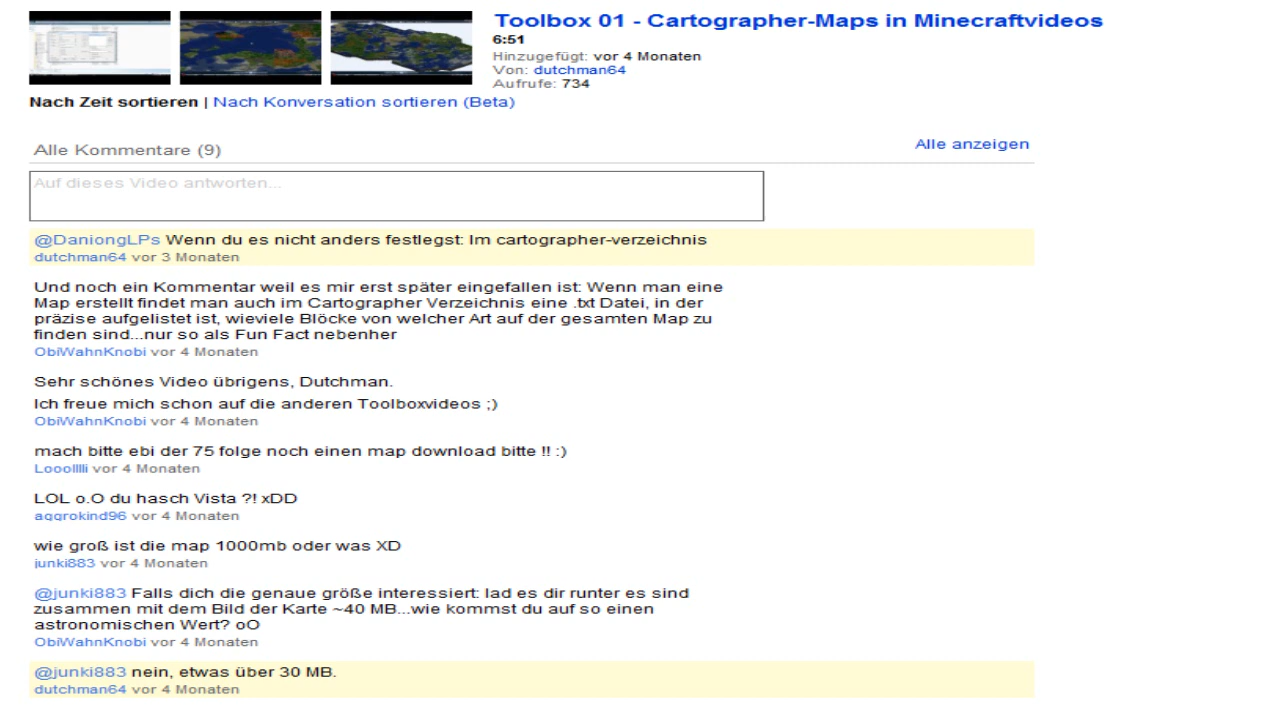 Toolbox 01 - Cartographer-Maps in Minecraftvideos
6:51
Hinzugefügt: vor 4 Monaten
Von: dutchman64
Aufrufe: 734
Nach Zeit sortieren | Nach Konversation sortieren (Beta)
Alle Kommentare (9)
Alle anzeigen
Auf dieses Video antworten...
@DaniongLPs Wenn du es nicht anders festlegst: Im cartographer-verzeichnis
dutchman64 vor 3 Monaten
Und noch ein Kommentar weil es mir erst später eingefallen ist: Wenn man eine
Map erstellt findet man auch im Cartographer Verzeichnis eine .txt Datei, in der
präzise aufgelistet ist, wieviele Blöcke von welcher Art auf der gesamten Map zu
finden sind...nur so als Fun Fact nebenher
ObiWahnKnobi vor 4 Monaten
Sehr schönes Video übrigens, Dutchman.
Ich freue mich schon auf die anderen Toolboxvideos ;)
ObiWahnKnobi vor 4 Monaten
mach bitte ebi der 75 folge noch einen map download bitte !! :)
Looolllli vor 4 Monaten
LOL o.O du hasch Vista ?! xDD
aggrokind96 vor 4 Monaten
wie groß ist die map 1000mb oder was XD
junki883 vor 4 Monaten
@junki883 Falls dich die genaue größe interessiert: lad es dir runter es sind
zusammen mit dem Bild der Karte ~40 MB...wie kommst du auf so einen
astronomischen Wert? oO
ObiWahnKnobi vor 4 Monaten
@junki883 nein, etwas über 30 MB.
dutchman64 vor 4 Monaten